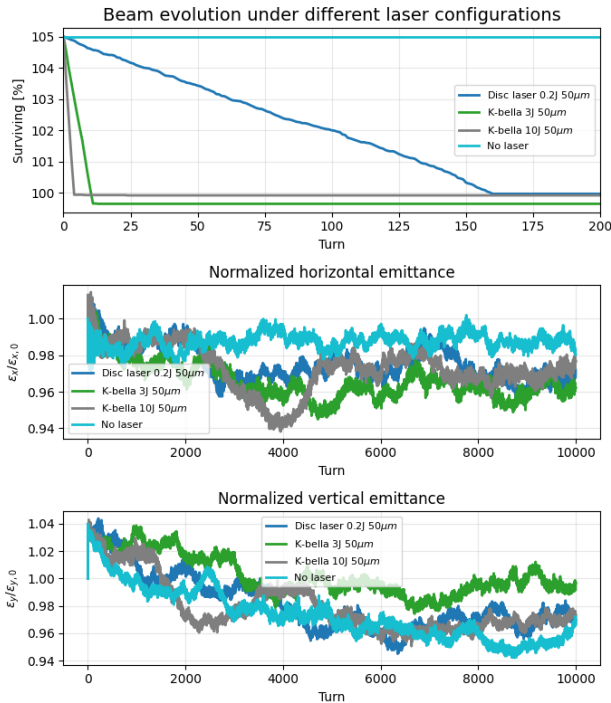 Beam evolution under different laser configurations
105
104
103
102
101
100
Surviving [%]
Disc laser 0.2J 50μm
K-bella 3J 50μm
K-bella 10J 50μm
No laser
0 25 50 75 100 125 150 175 200
Turn
Normalized horizontal emittance
1.00
0.98
0.96
0.94
εx/εx,0
Disc laser 0.2J 50μm
K-bella 3J 50μm
K-bella 10J 50μm
No laser
0 2000 4000 6000 8000 10000
Turn
Normalized vertical emittance
1.04
1.02
1.00
0.98
0.96
0.94
εy/εy,0
Disc laser 0.2J 50μm
K-bella 3J 50μm
K-bella 10J 50μm
No laser
0 2000 4000 6000 8000 10000
Turn